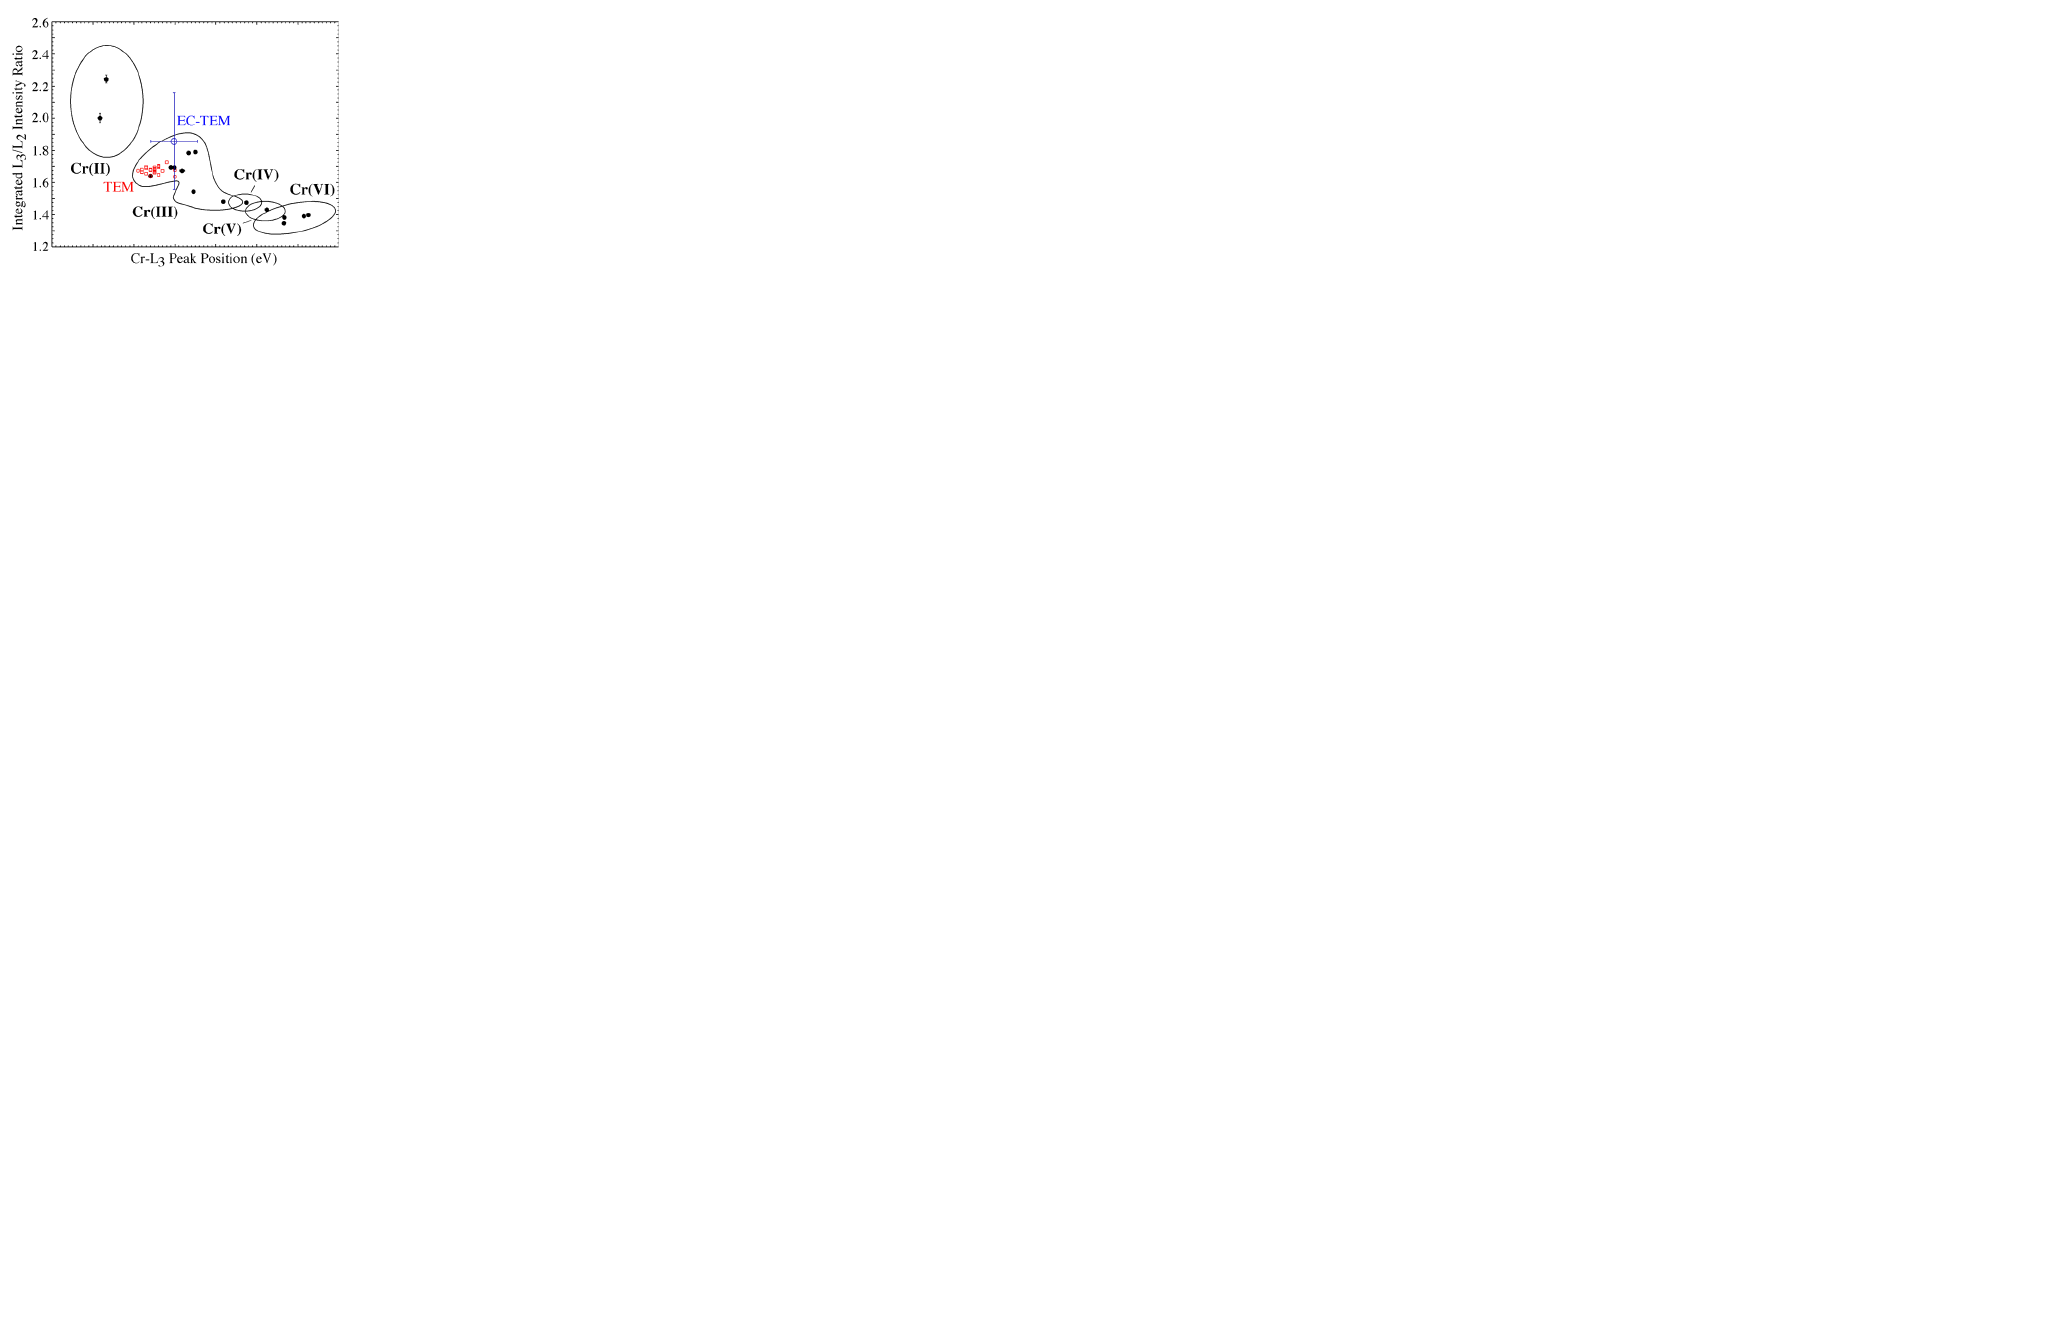 2.6
2.4
2.2
2.0
1.8
1.6
1.4
1.2
Integrated L3/L2 Intensity Ratio
EC-TEM
Cr(II)
TEM
Cr(IV)
Cr(VI)
Cr(III)
Cr(V)
Cr-L3 Peak Position (eV)